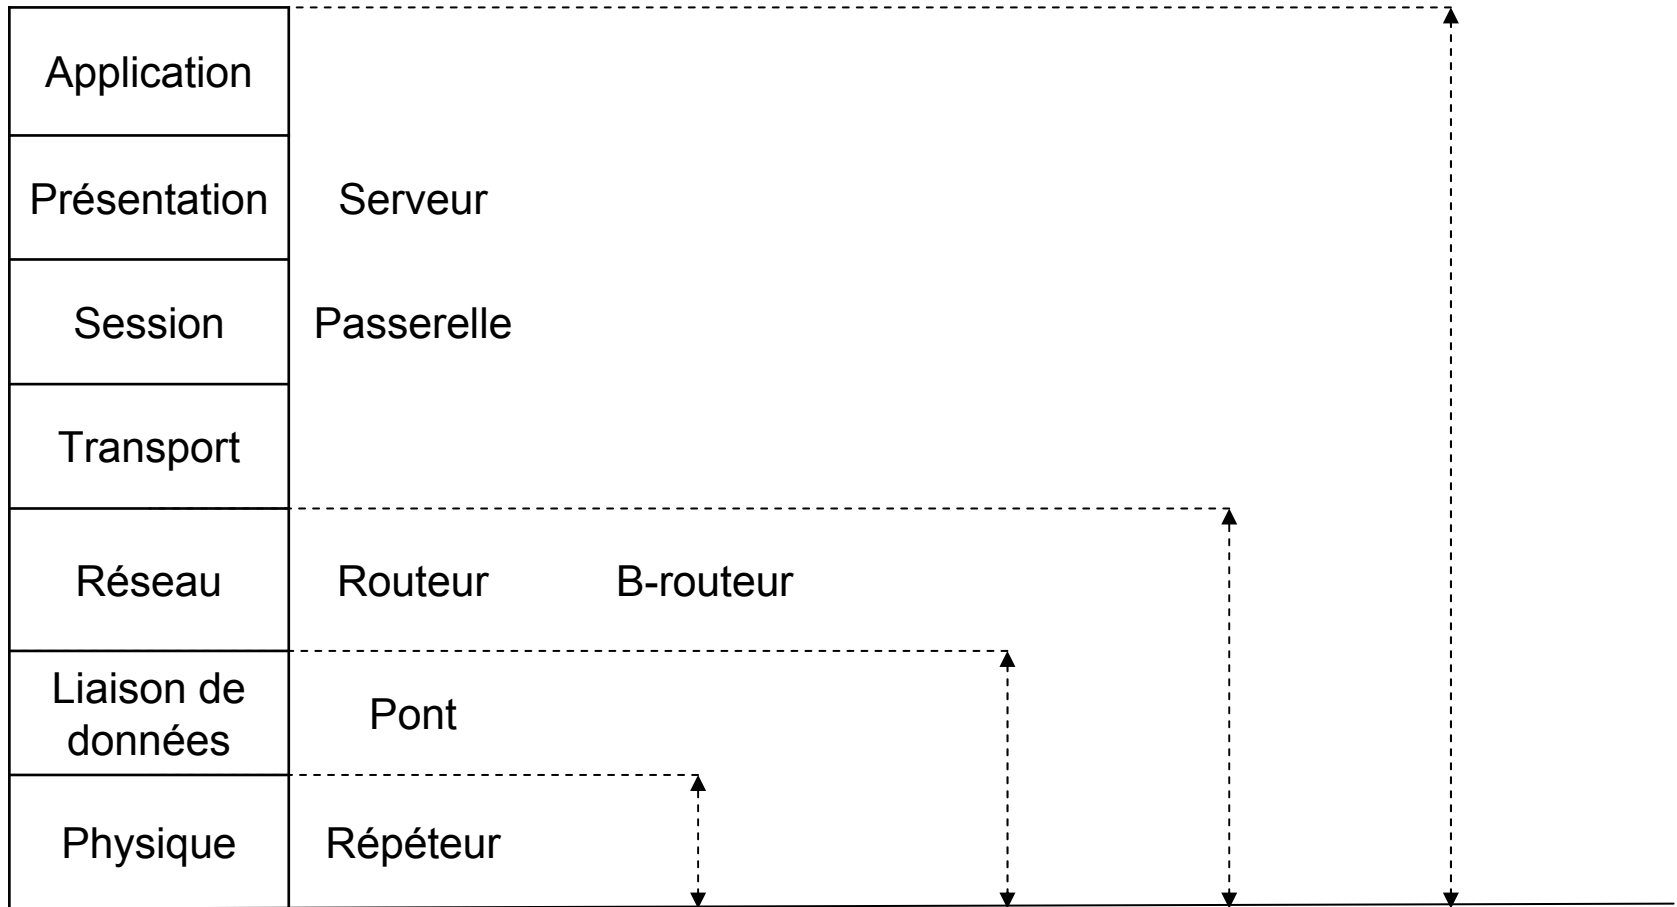 Application
Présentation Serveur
Session Passerelle
Transport
Réseau Routeur B-routeur
Liaison de
données
Pont
Physique Répéteur